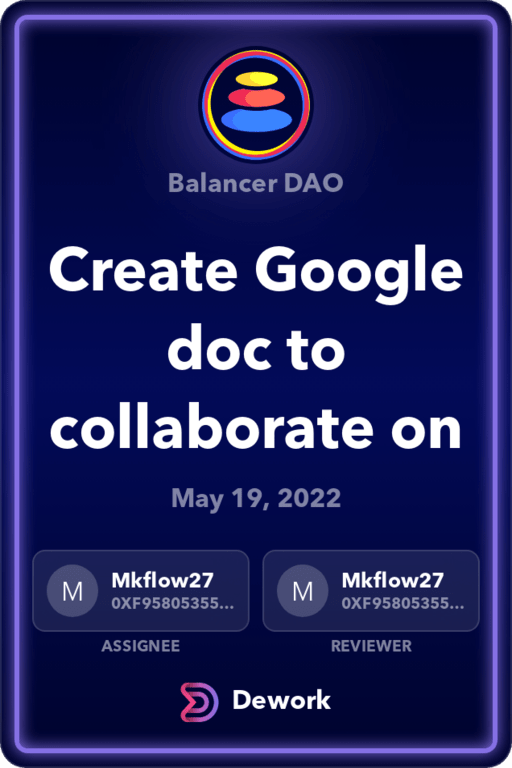 Balancer DAO
Create Google
doc to
collaborate on
May 19, 2022
M
Mkflow27
0XF95805355...
ASSIGNEE
M
Mkflow27
0XF95805355...
REVIEWER
Dework